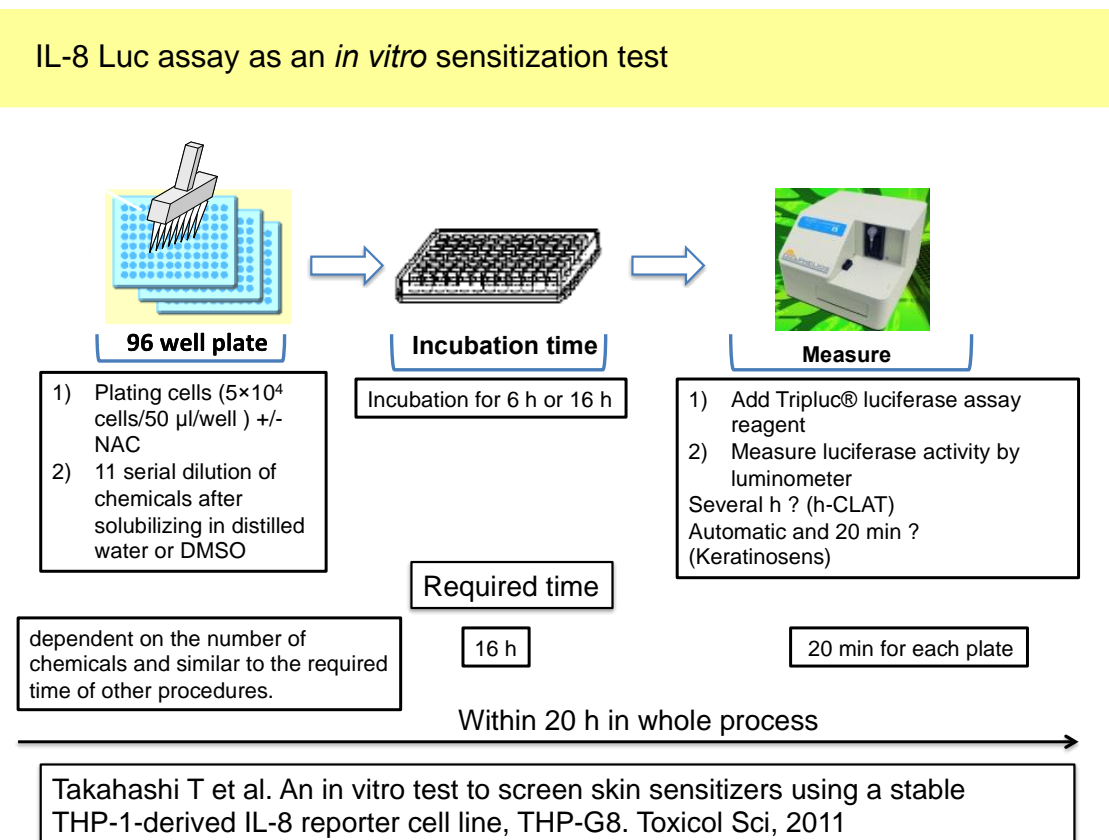 IL-8 Luc assay as an in vitro sensitization test
96 well plate
1) Plating cells (5×10⁴
cells/50 µl/well ) +/-
NAC
2) 11 serial dilution of
chemicals after
solubilizing in distilled
water or DMSO
Incubation time
Incubation for 6 h or 16 h
Measure
1) Add Tripluc® luciferase assay
reagent
2) Measure luciferase activity by
luminometer
Several h ? (h-CLAT)
Automatic and 20 min ?
(Keratinosens)
Required time
dependent on the number of
chemicals and similar to the required
time of other procedures.
16 h
20 min for each plate
Within 20 h in whole process
Takahashi T et al. An in vitro test to screen skin sensitizers using a stable
THP-1-derived IL-8 reporter cell line, THP-G8. Toxicol Sci, 2011